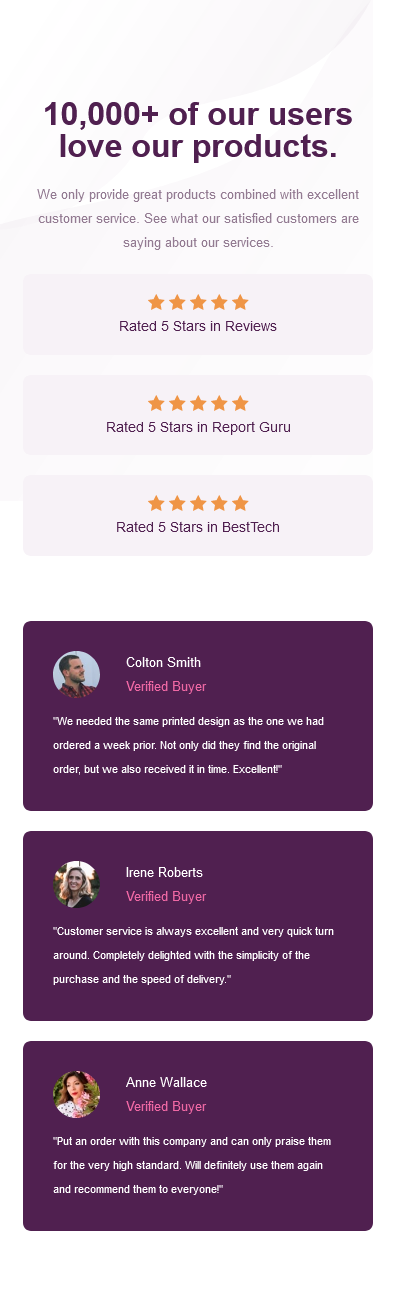 10,000+ of our users
love our products.
We only provide great products combined with excellent
customer service. See what our satisfied customers are
saying about our services.
Rated 5 Stars in Reviews
Rated 5 Stars in Report Guru
Rated 5 Stars in BestTech
Colton Smith
Verified Buyer
"We needed the same printed design as the one we had
ordered a week prior. Not only did they find the original
order, but we also received it in time. Excellent!"
Irene Roberts
Verified Buyer
"Customer service is always excellent and very quick turn
around. Completely delighted with the simplicity of the
purchase and the speed of delivery."
Anne Wallace
Verified Buyer
"Put an order with this company and can only praise them
for the very high standard. Will definitely use them again
and recommend them to everyone!"